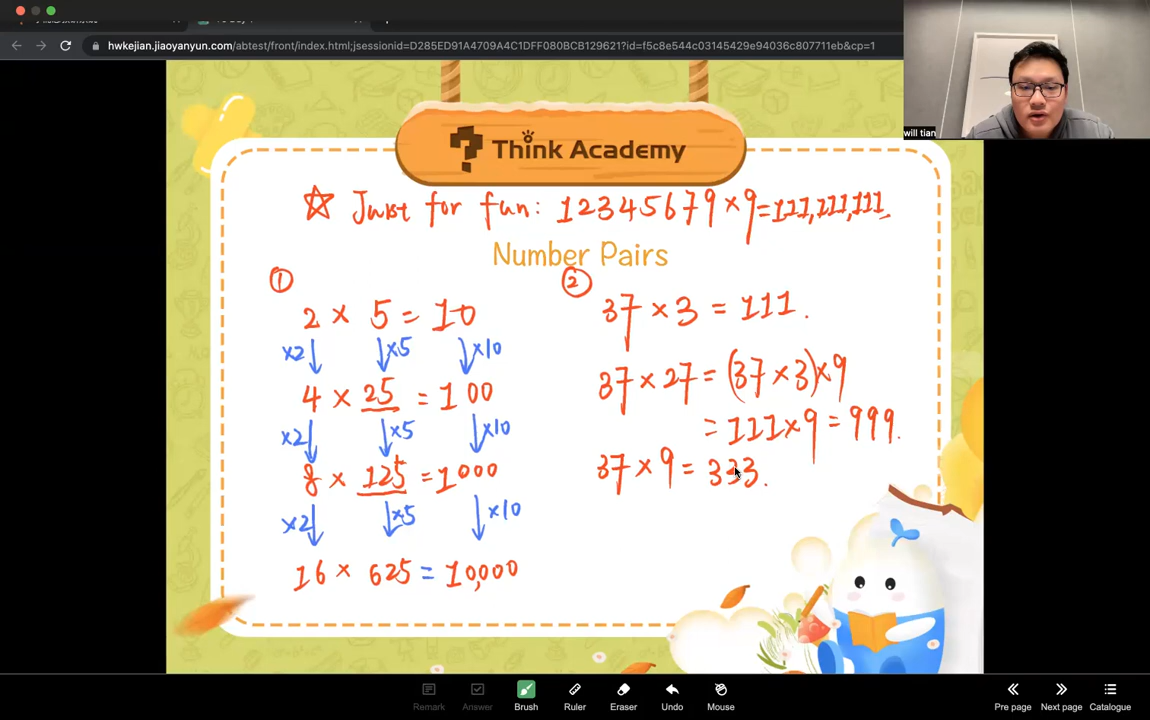 hwkejian.jiaoyanyun.com/abtest/front/index.html;jsessionid=D285ED91A4709A4C1DFF080BCB129621?id=f5c8e544c03145429e94036c807711eb&cp=1
will tian
Think Academy
Just for fun: 12345679×9=111,111,111.
Number Pairs
①
2 × 5 = 10
×2 ×5 ×10
4 × 25 = 100
×2 ×5 ×10
8 × 125 = 1000
×2 ×5 ×10
16 × 625 = 10,000
②
37 × 3 = 111.
37 × 27 = (37 × 3)×9
= 111×9 = 999.
37 × 9 = 333.
Remark Answer Brush Ruler Eraser Undo Mouse Pre page Next page Catalogue